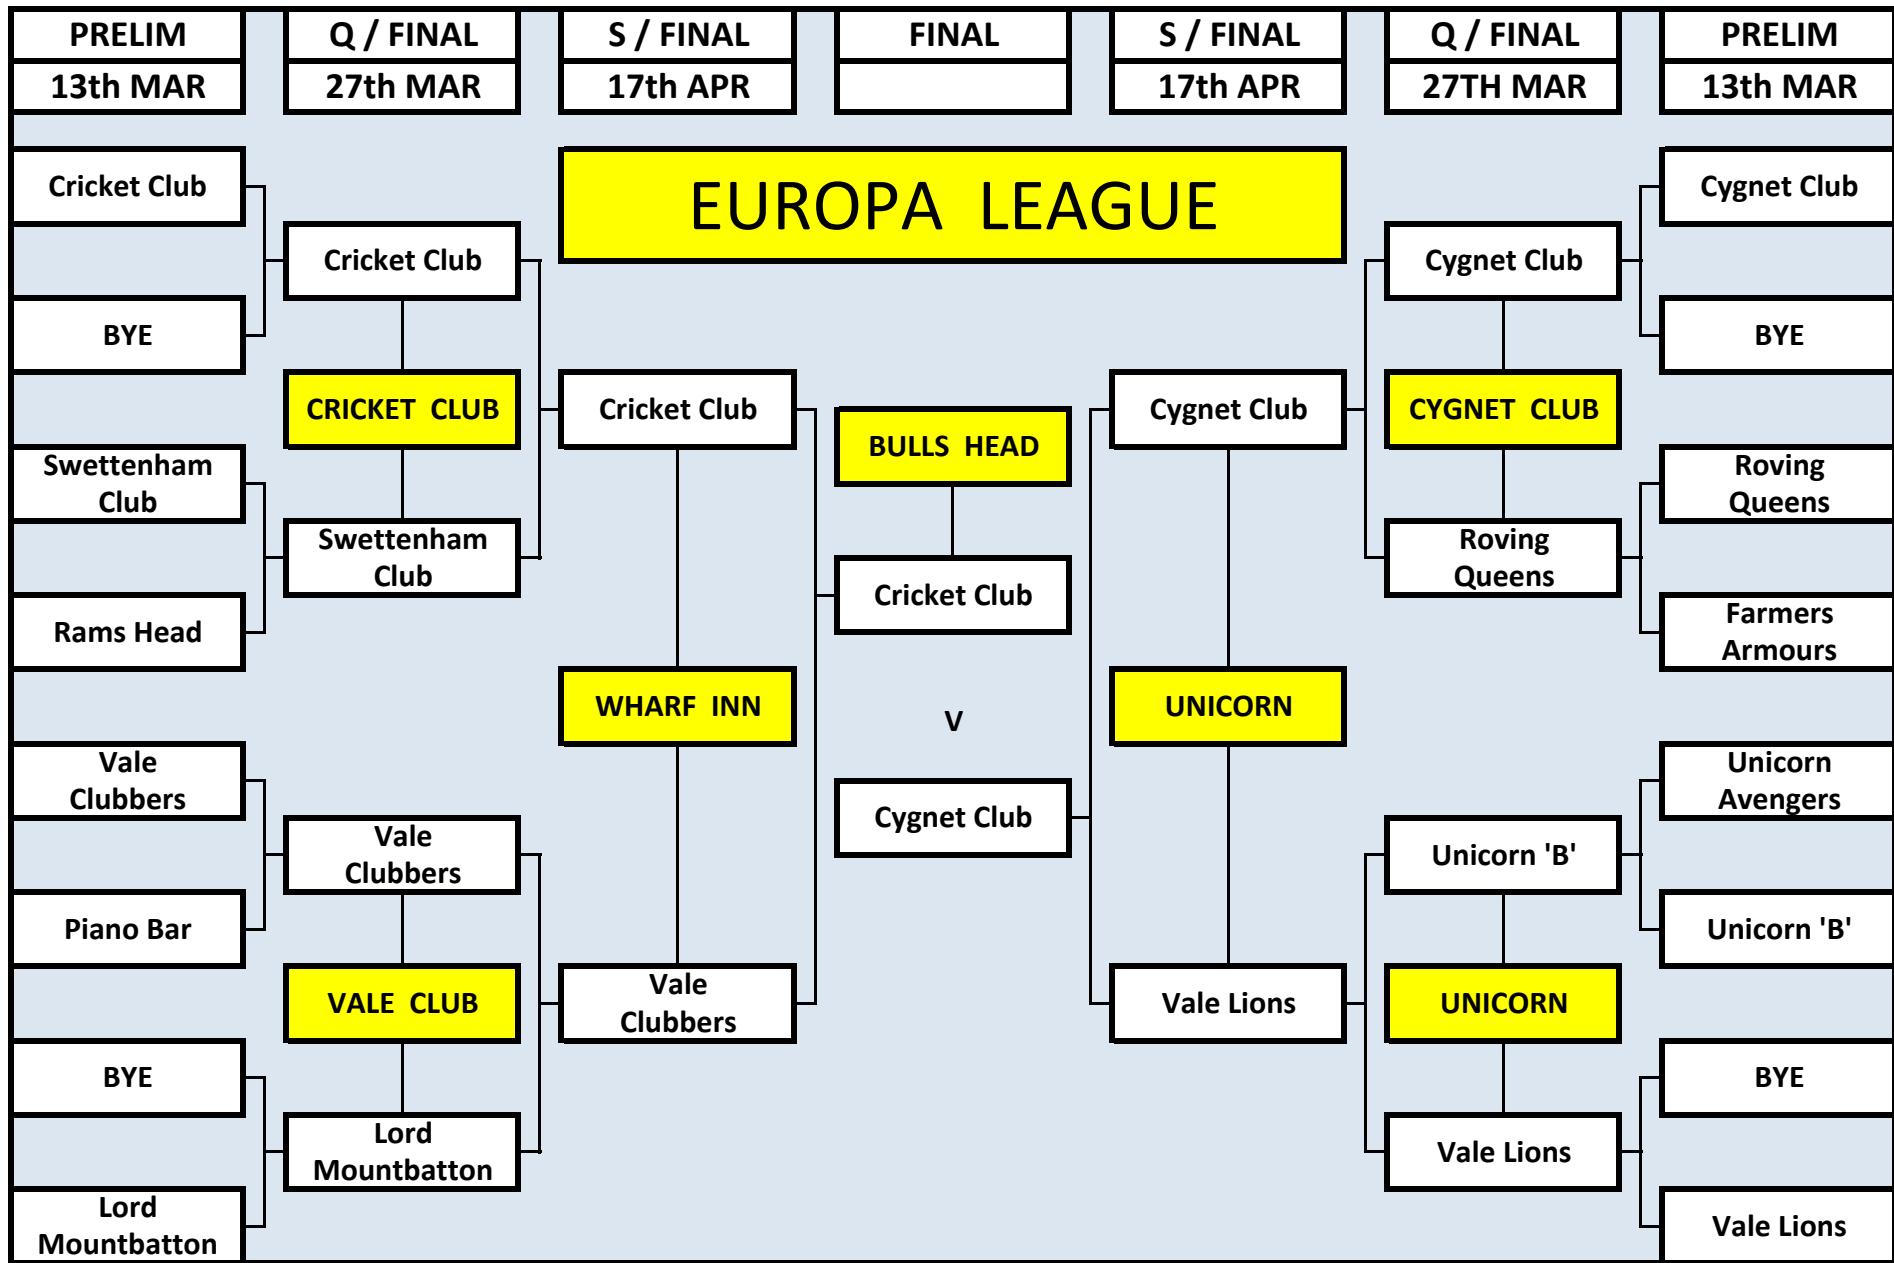 PRELIM
Q / FINAL
S / FINAL
FINAL
S / FINAL
Q / FINAL
PRELIM
13th MAR
27th MAR
17th APR
17th APR
27TH MAR
13th MAR
EUROPA LEAGUE
Cricket Club
BYE
Swettenham
Club
Rams Head
Vale
Clubbers
Piano Bar
BYE
Lord
Mountbatton
Cricket Club
CRICKET CLUB
Swettenham
Club
Vale
Clubbers
VALE CLUB
Lord
Mountbatton
Cricket Club
WHARF INN
Vale
Clubbers
BULLS HEAD
Cricket Club
V
Cygnet Club
Cygnet Club
UNICORN
Vale Lions
Cygnet Club
CYGNET CLUB
Roving
Queens
Unicorn 'B'
UNICORN
Vale Lions
Cygnet Club
BYE
Roving
Queens
Farmers
Armours
Unicorn
Avengers
Unicorn 'B'
BYE
Vale Lions